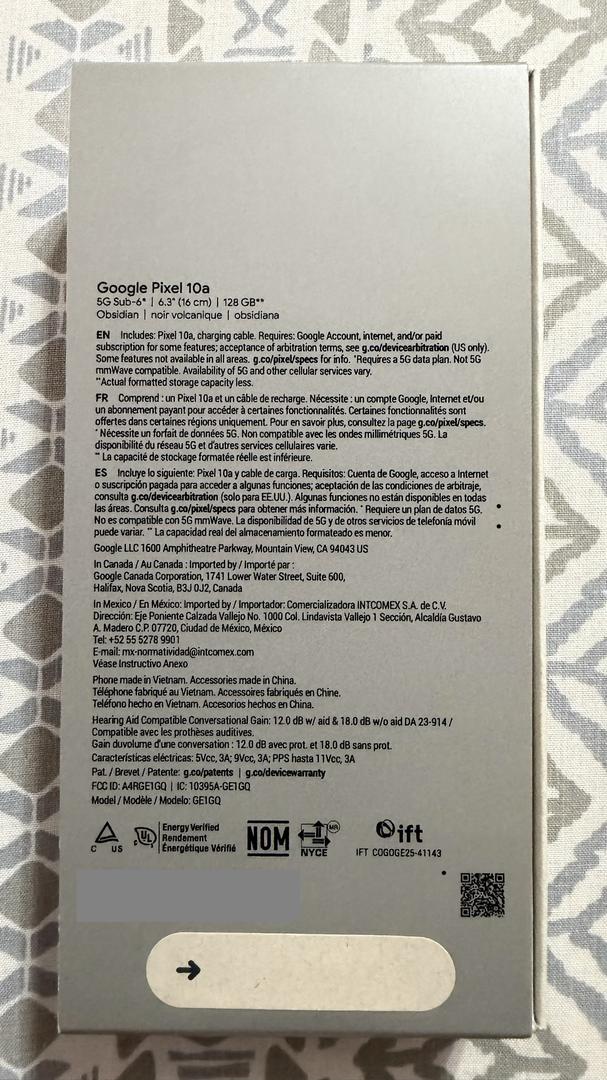 Google Pixel 10a
5G Sub-6* | 6.3" (16 cm) | 128 GB**
Obsidian | noir volcanique | obsidiana
EN Includes: Pixel 10a, charging cable. Requires: Google Account, internet, and/or paid
subscription for some features; acceptance of arbitration terms, see g.co/devicearbitration (US only).
Some features not available in all areas. g.co/pixel/specs for info. *Requires a 5G data plan. Not 5G
mmWave compatible. Availability of 5G and other cellular services vary.
**Actual formatted storage capacity less.
FR Comprend : un Pixel 10a et un câble de recharge. Nécessite : un compte Google, Internet et/ou
un abonnement payant pour accéder à certaines fonctionnalités. Certaines fonctionnalités sont
offertes dans certaines régions uniquement. Pour en savoir plus, consultez la page g.co/pixel/specs.
* Nécessite un forfait de données 5G. Non compatible avec les ondes millimétriques 5G. La
disponibilité du réseau 5G et d'autres services cellulaires varie.
** La capacité de stockage formatée réelle est inférieure.
ES Incluye lo siguiente: Pixel 10a y cable de carga. Requisitos: Cuenta de Google, acceso a Internet
o suscripción pagada para acceder a algunas funciones; aceptación de las condiciones de arbitraje,
consulta g.co/devicearbitration (solo para EE.UU.). Algunas funciones no están disponibles en todas
las áreas. Consulta g.co/pixel/specs para obtener más información. * Requiere un plan de datos 5G.
No es compatible con 5G mmWave. La disponibilidad de 5G y de otros servicios de telefonía móvil
puede variar. ** La capacidad real del almacenamiento formateado es menor.
Google LLC 1600 Amphitheatre Parkway, Mountain View, CA 94043 US
In Canada / Au Canada : Imported by / Importé par :
Google Canada Corporation, 1741 Lower Water Street, Suite 600,
Halifax, Nova Scotia, B3J 0J2, Canada
In Mexico / En México: Imported by / Importador: Comercializadora INTCOMEX S.A. de C.V.
Dirección: Eje Poniente Calzada Vallejo No. 1000 Col. Lindavista Vallejo 1 Sección, Alcaldía Gustavo
A. Madero C.P. 07720, Ciudad de México, México
Tel: +52 55 5278 9901
E-mail: mx-normatividad@intcomex.com
Véase Instructivo Anexo
Phone made in Vietnam. Accessories made in China.
Téléphone fabriqué au Vietnam. Accessoires fabriqués en Chine.
Teléfono hecho en Vietnam. Accesorios hechos en China.
Hearing Aid Compatible Conversational Gain: 12.0 dB w/ aid & 18.0 dB w/o aid DA 23-914 /
Compatible avec les prothèses auditives.
Gain duvolume d'une conversation : 12.0 dB avec prot. et 18.0 dB sans prot.
Características eléctricas: 5Vcc, 3A; 9Vcc, 3A; PPS hasta 11Vcc, 3A
Pat. / Brevet / Patente: g.co/patents | g.co/devicewarranty
FCC ID: A4RGE1GQ | IC: 10395A-GE1GQ
Model / Modèle / Modelo: GE1GQ
C US
c UL us Energy Verified
Rendement
Énergétique Vérifié
NOM
MR
NYCE
ift
IFT COGOGE25-41143